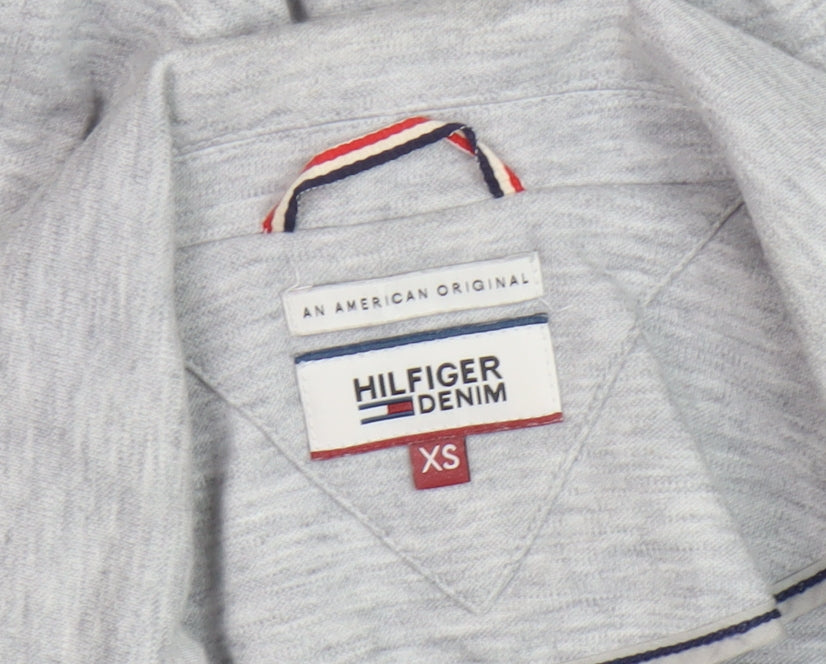 AN AMERICAN ORIGINAL
HILFIGER
DENIM
XS